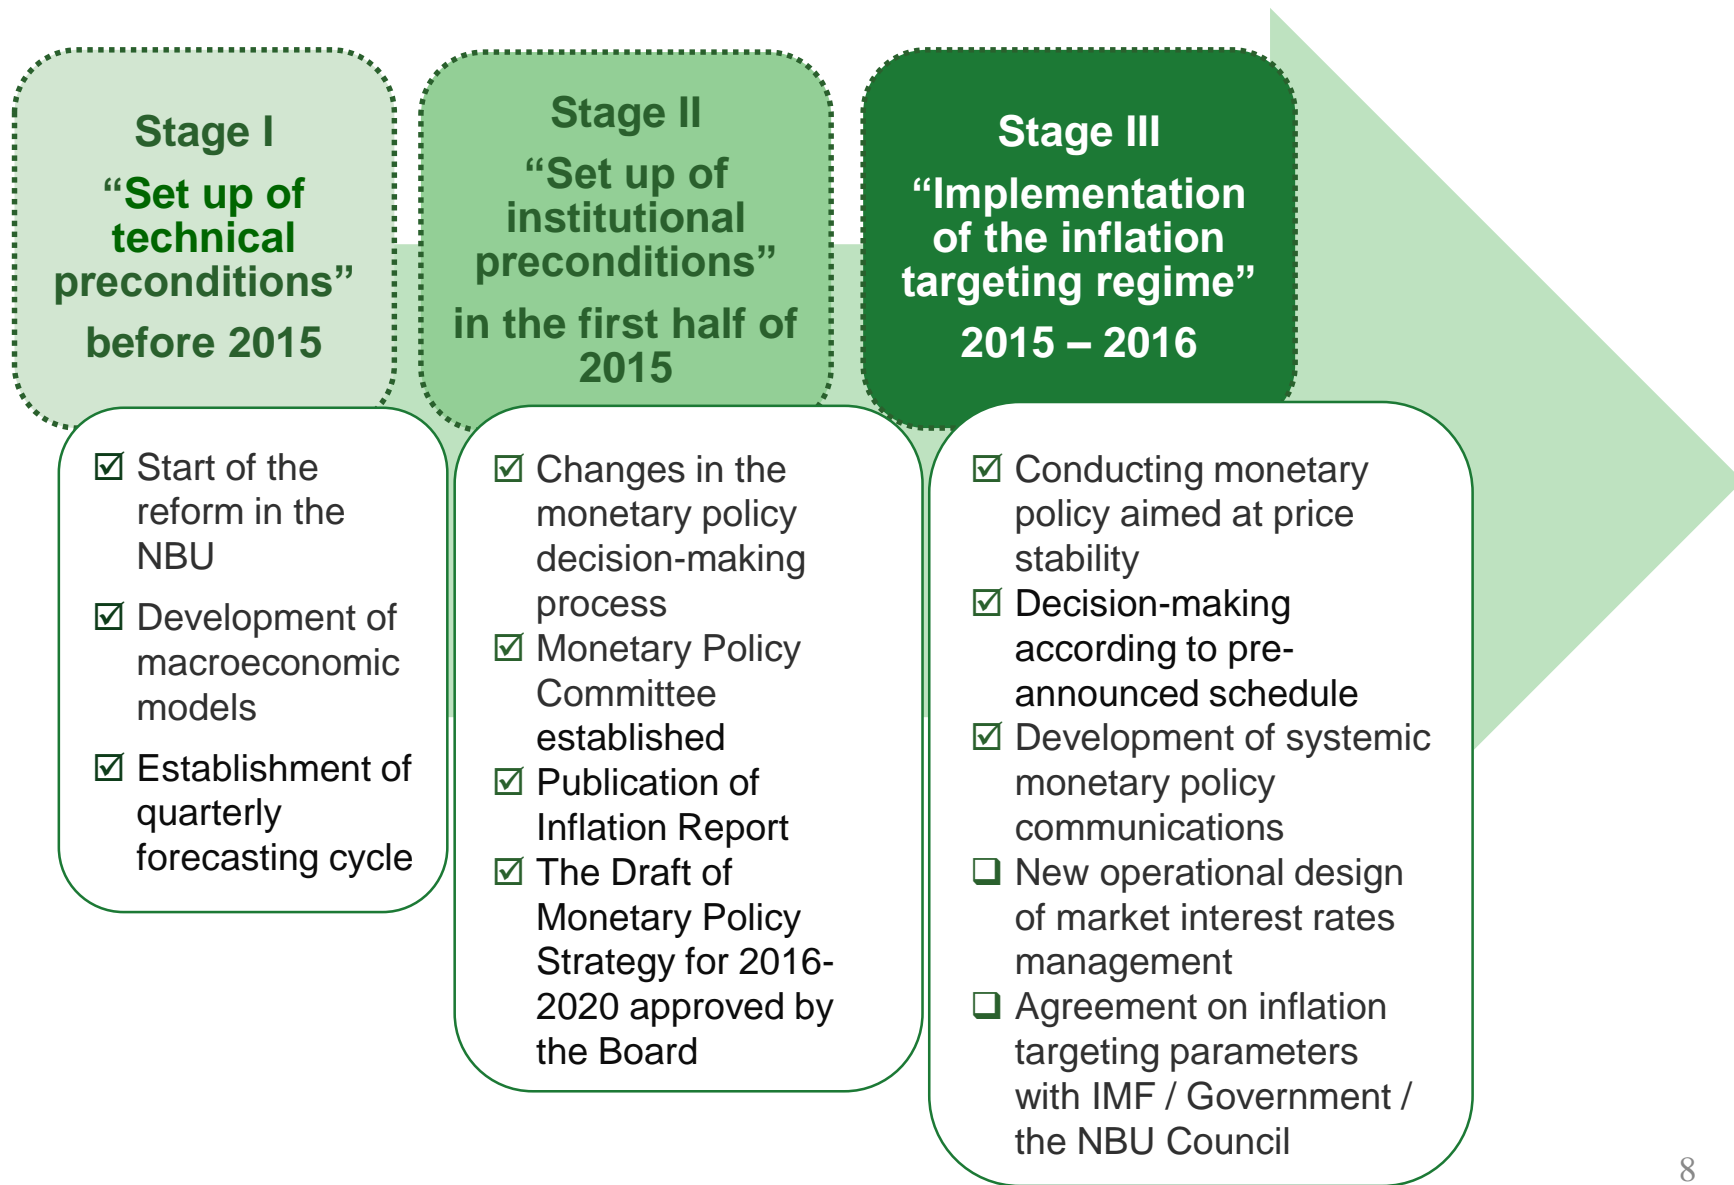 Stage I
“Set up of
technical
preconditions”
before 2015
Stage II
“Set up of
institutional
preconditions”
in the first half of
2015
Stage III
“Implementation
of the inflation
targeting regime”
2015 – 2016
☑ Start of the
reform in the
NBU
☑ Development of
macroeconomic
models
☑ Establishment of
quarterly
forecasting cycle
☑ Changes in the
monetary policy
decision-making
process
☑ Monetary Policy
Committee
established
☑ Publication of
Inflation Report
☑ The Draft of
Monetary Policy
Strategy for 2016-
2020 approved by
the Board
☑ Conducting monetary
policy aimed at price
stability
☑ Decision-making
according to pre-
announced schedule
☑ Development of systemic
monetary policy
communications
❑ New operational design
of market interest rates
management
❑ Agreement on inflation
targeting parameters
with IMF / Government /
the NBU Council
8